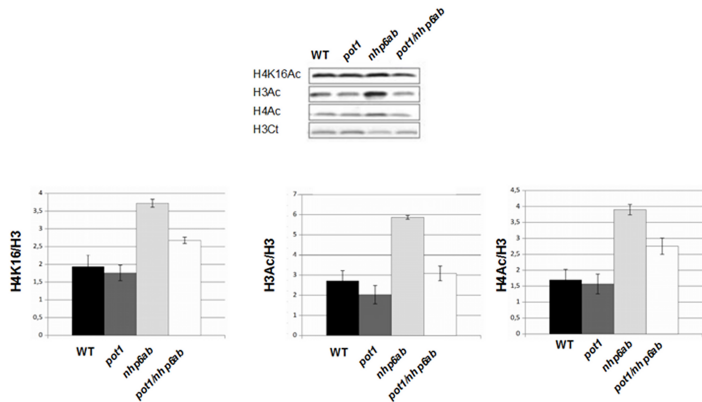 WT pot1 nhp6ab pot1/nhp6ab
H4K16Ac
H3Ac
H4Ac
H3Ct
H4K16/H3
4
3,5
3
2,5
2
1,5
1
0,5
0
WT pot1 nhp6ab pot1/nhp6ab
H3Ac/H3
7
6
5
4
3
2
1
0
WT pot1 nhp6ab pot1/nhp6ab
H4Ac/H3
4,5
4
3,5
3
2,5
2
1,5
1
0,5
0
WT pot1 nhp6ab pot1/nhp6ab